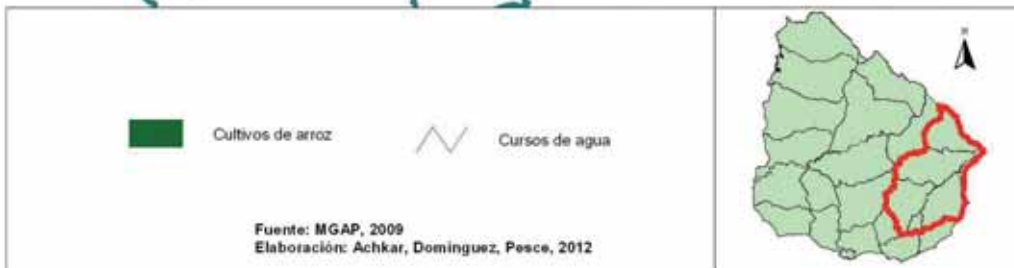 Cultivos de arroz
Cursos de agua
Fuente: MGAP, 2009
Elaboración: Achkar, Dominguez, Pesce, 2012